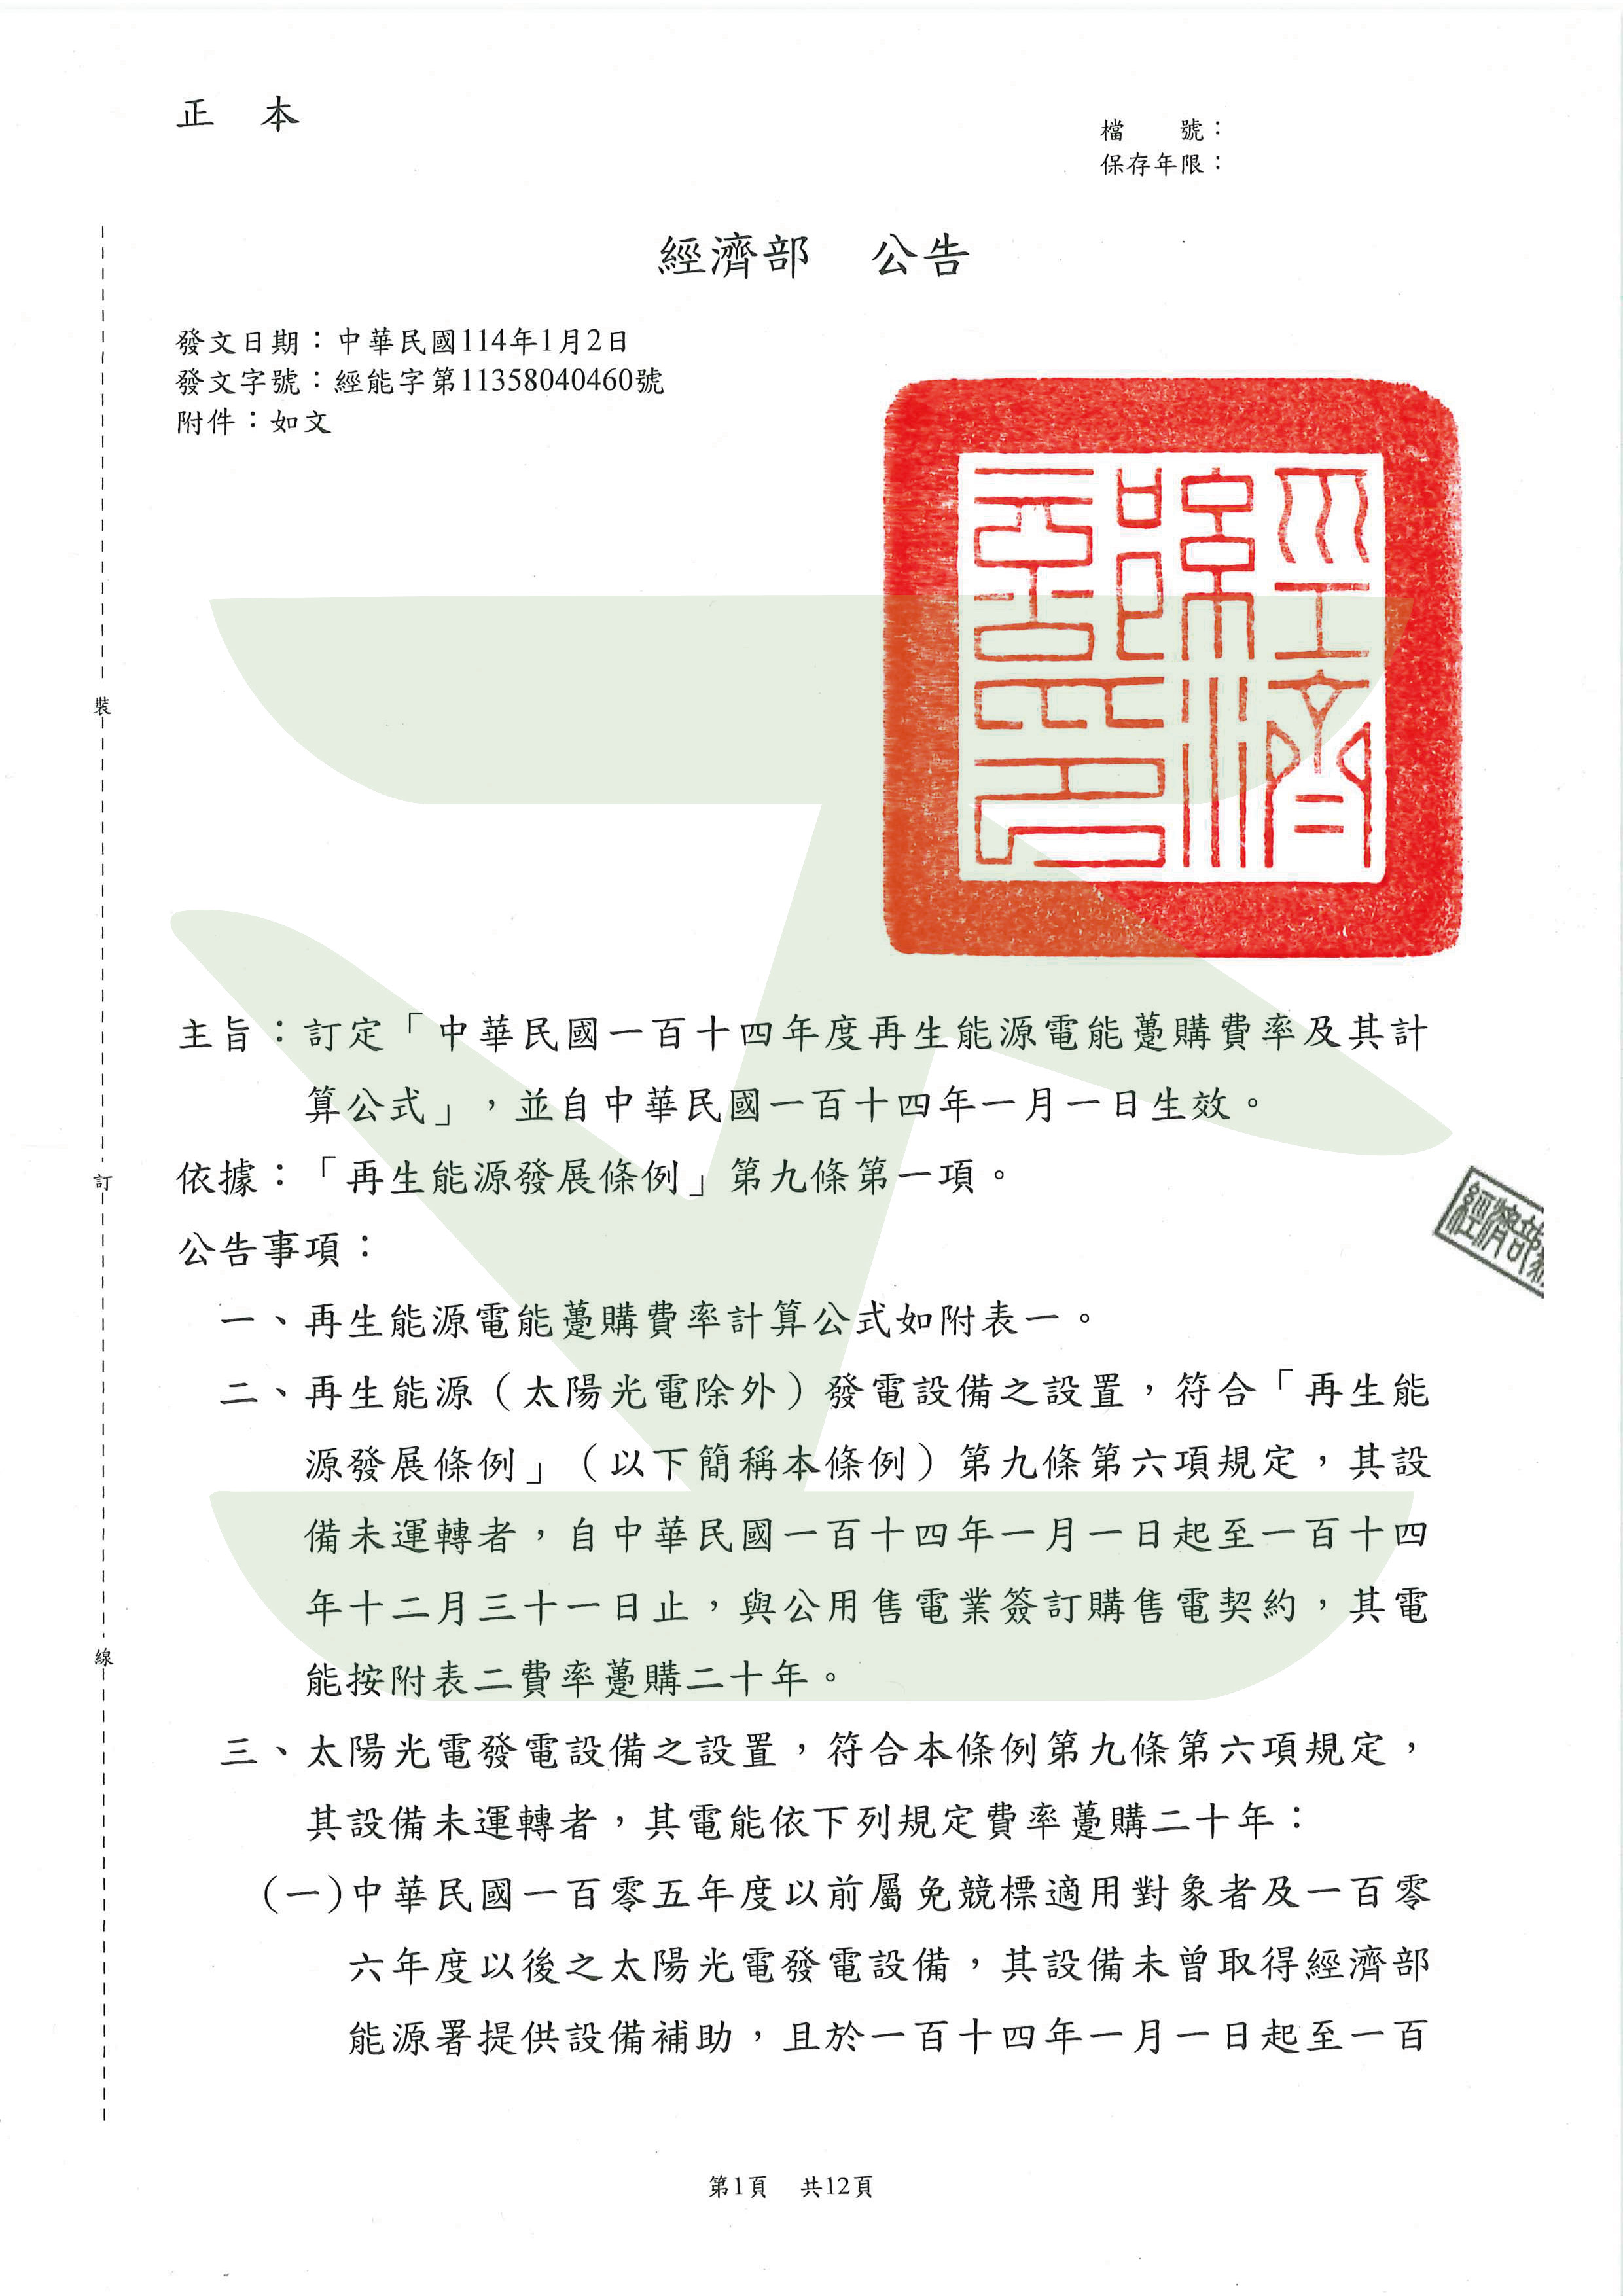 正　本
檔　　號：
保存年限：
經濟部　公告
發文日期：中華民國114年1月2日
發文字號：經能字第11358040460號
附件：如文
主旨：訂定「中華民國一百十四年度再生能源電能躉購費率及其計
算公式」，並自中華民國一百十四年一月一日生效。
依據：「再生能源發展條例」第九條第一項。
公告事項：
一、再生能源電能躉購費率計算公式如附表一。
二、再生能源（太陽光電除外）發電設備之設置，符合「再生能
源發展條例」（以下簡稱本條例）第九條第六項規定，其設
備未運轉者，自中華民國一百十四年一月一日起至一百十四
年十二月三十一日止，與公用售電業簽訂購售電契約，其電
能按附表二費率躉購二十年。
三、太陽光電發電設備之設置，符合本條例第九條第六項規定，
其設備未運轉者，其電能依下列規定費率躉購二十年：
(一)中華民國一百零五年度以前屬免競標適用對象者及一百零
六年度以後之太陽光電發電設備，其設備未曾取得經濟部
能源署提供設備補助，且於一百十四年一月一日起至一百
裝
訂
線
經濟部
經濟部印
第1頁　共12頁